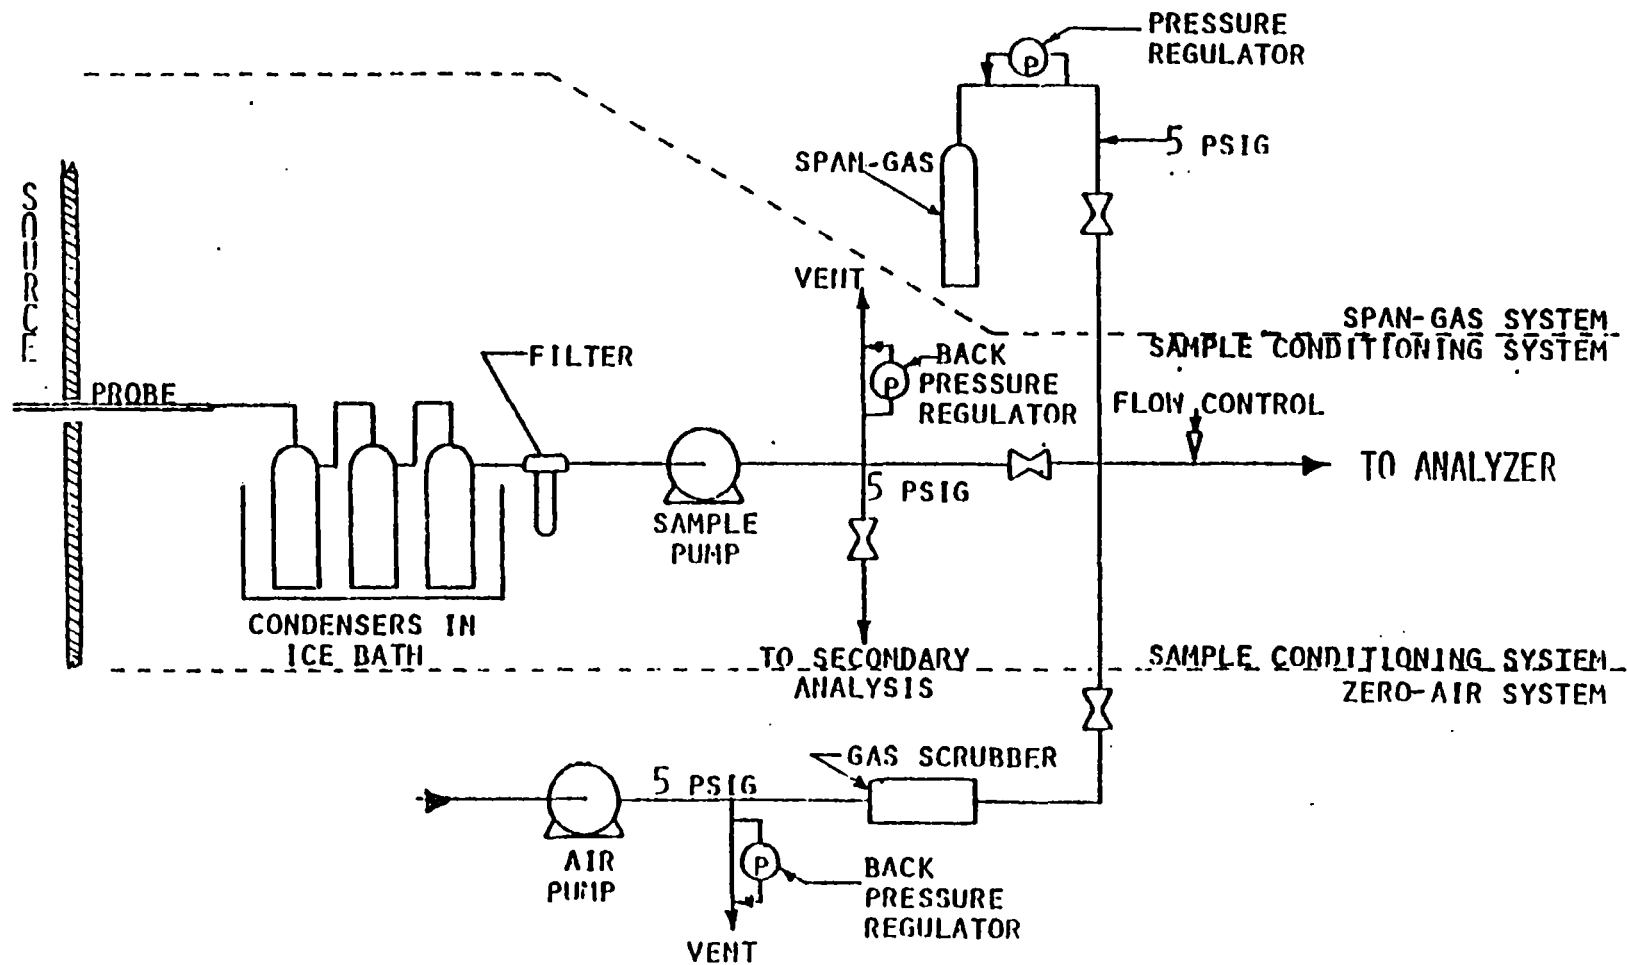 PRESSURE
REGULATOR
5 PSIG
SPAN-GAS
VENT
SPAN-GAS SYSTEM
SAMPLE CONDITIONING SYSTEM
SOURCE
PROBE
FILTER
BACK
PRESSURE
REGULATOR
FLOW CONTROL
TO ANALYZER
5 PSIG
SAMPLE
PUMP
CONDENSERS IN
ICE BATH
TO SECONDARY
ANALYSIS
SAMPLE CONDITIONING SYSTEM
ZERO-AIR SYSTEM
GAS SCRUBBER
5 PSIG
AIR
PUMP
BACK
PRESSURE
REGULATOR
VENT
P
P
P